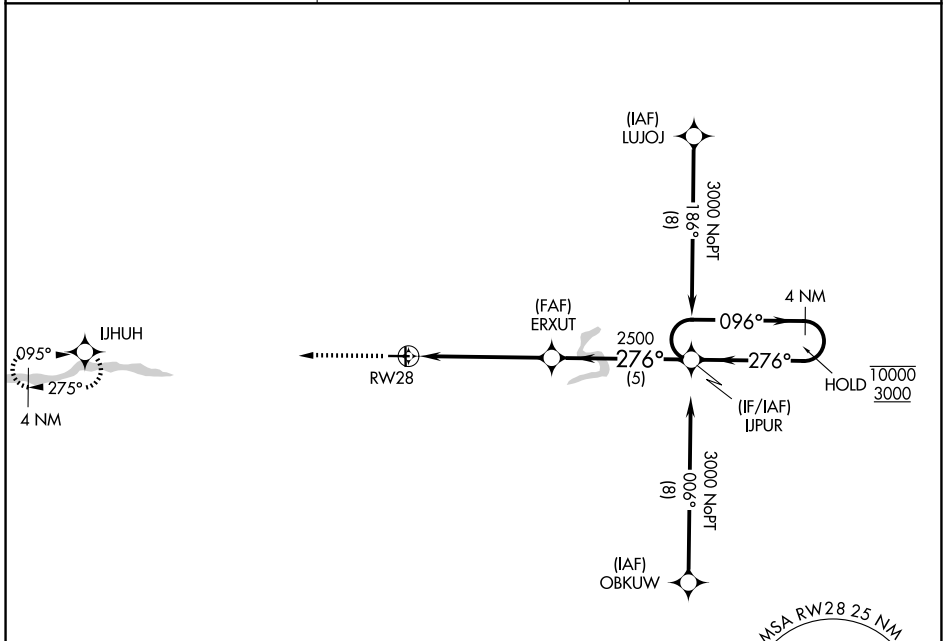 (IAF)
LUJOJ
3000 NoPT
186°
(8)
4 NM
096°
IJHUH
095°
275°
4 NM
(FAF)
ERXUT
2500
276°
(5)
276°
RW28
HOLD
10000
3000
(IF/IAF)
IJPUR
3000 NoPT
006°
(8)
(IAF)
OBKUW
MSA RW28 25 NM